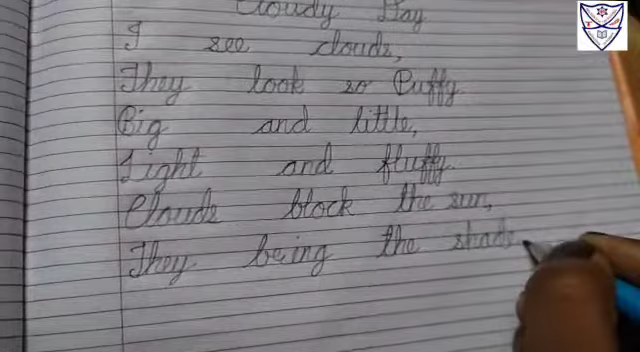 Cloudy Day
I see clouds,
They look so Puffy
Big and little,
Light and fluffy
Clouds block the sun,
They being the shade